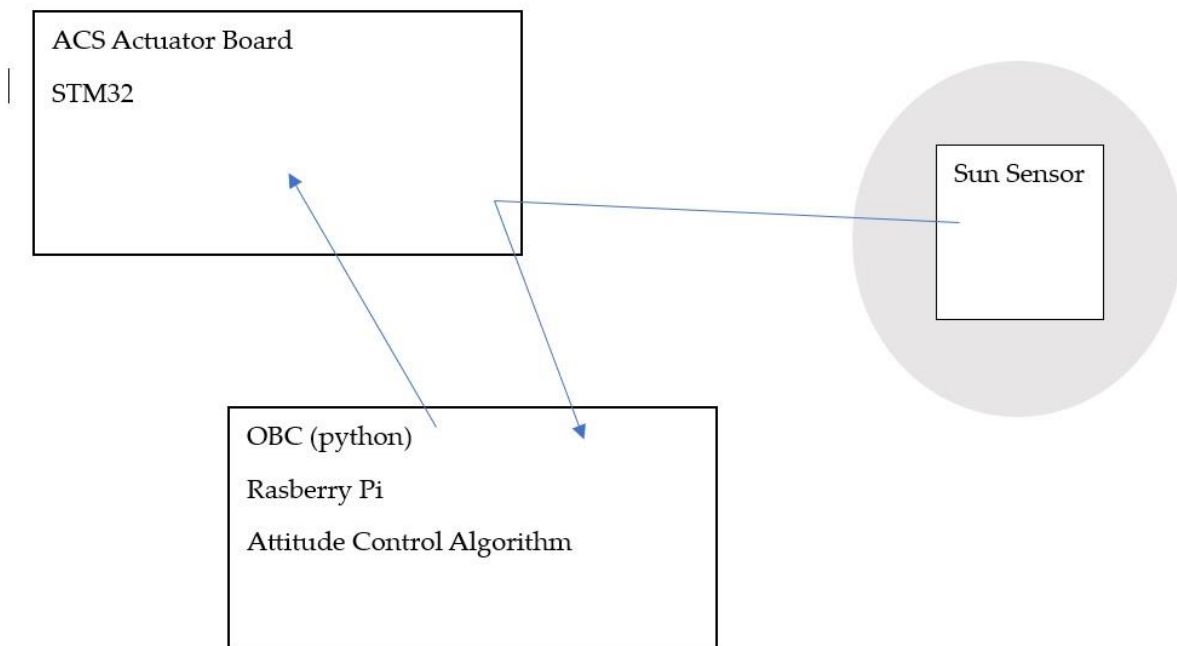 ACS Actuator Board
STM32
Sun Sensor
OBC (python)
Rasberry Pi
Attitude Control Algorithm